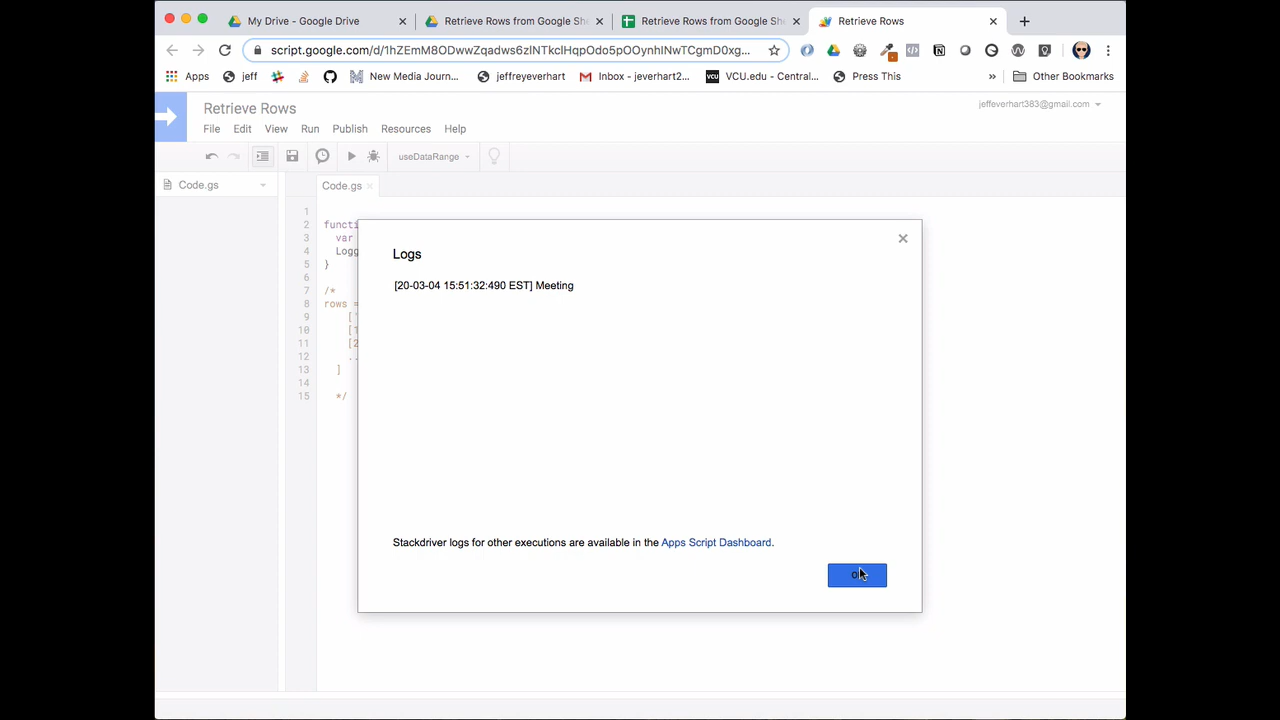 My Drive - Google Drive
Retrieve Rows from Google She
Retrieve Rows from Google She
Retrieve Rows
script.google.com/d/1hZEmM8ODwwZqadws6zlNTkclHqpOdo5pOOynhlNwTCgmD0xg...
Apps
jeff
New Media Journ...
jeffreyeverhart
Inbox - jeverhart2...
VCU.edu - Central...
Press This
»
Other Bookmarks
Retrieve Rows
jeffeverhart383@gmail.com
File Edit View Run Publish Resources Help
useDataRange
Code.gs
Code.gs
1
2 functi
3 var
4 Logg
5 }
6
7 /*
8 rows =
9 ['
10 [1
11 [2
12 ..
13 ]
14
15 */
Logs
[20-03-04 15:51:32:490 EST] Meeting
Stackdriver logs for other executions are available in the Apps Script Dashboard.